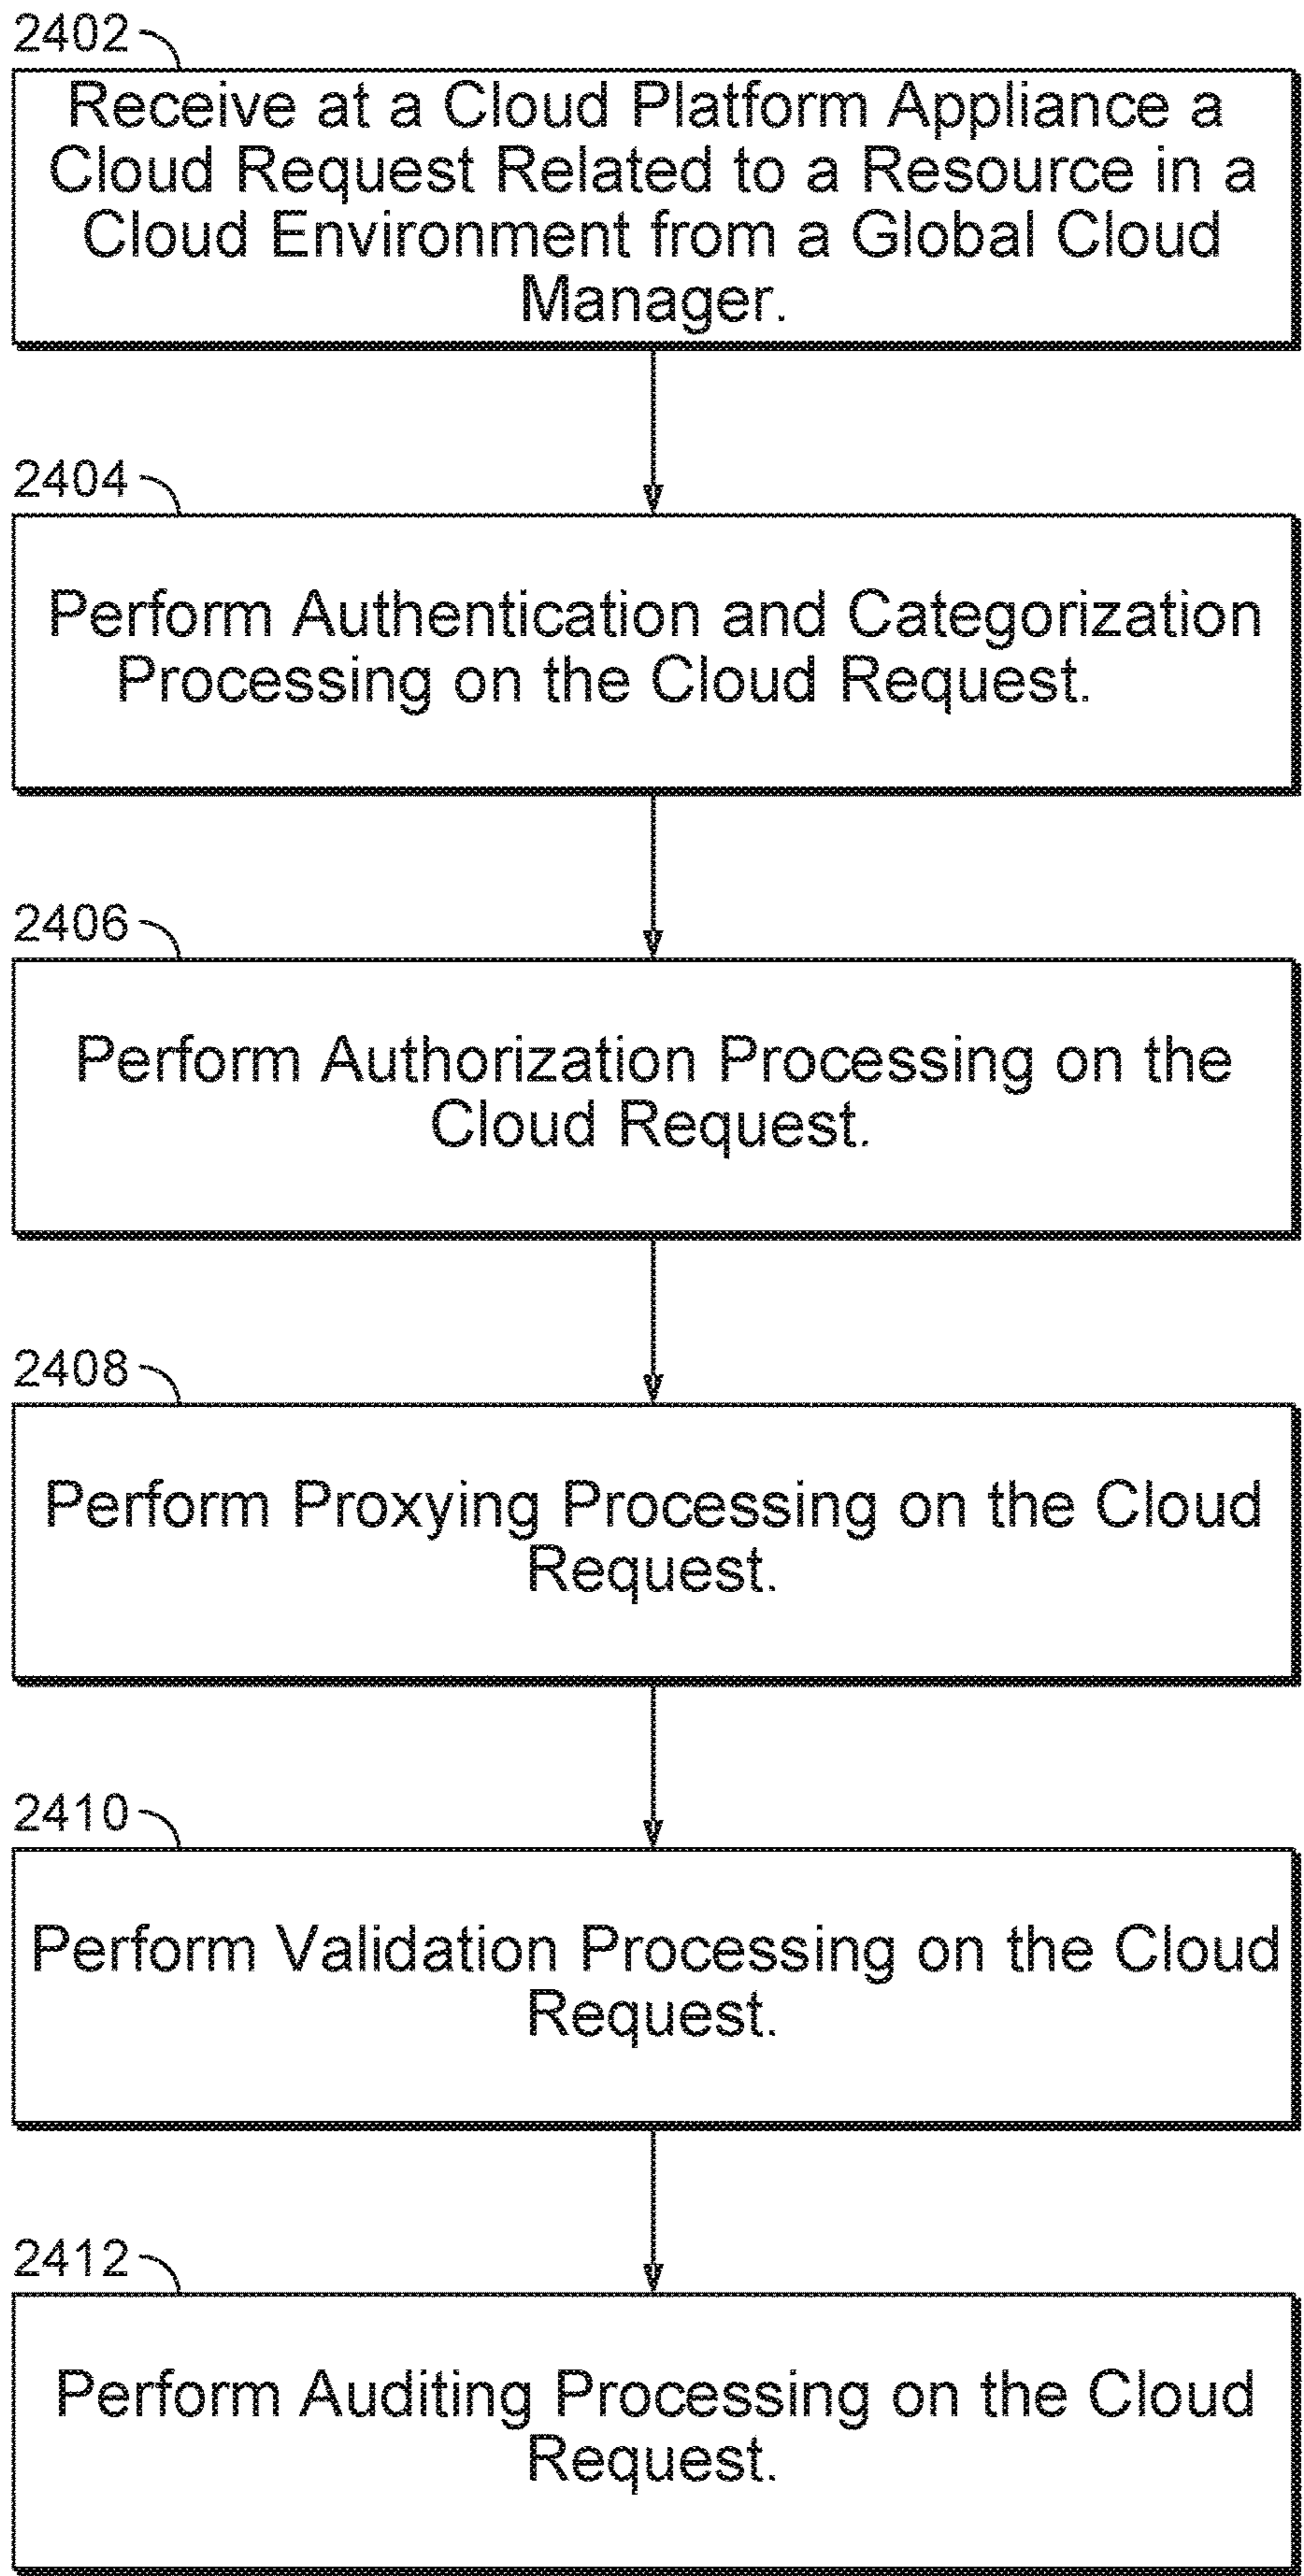 2402
Receive at a Cloud Platform Appliance a
Cloud Request Related to a Resource in a
Cloud Environment from a Global Cloud
Manager.
2404
Perform Authentication and Categorization
Processing on the Cloud Request.
2406
Perform Authorization Processing on the
Cloud Request.
2408
Perform Proxying Processing on the Cloud
Request.
2410
Perform Validation Processing on the Cloud
Request.
2412
Perform Auditing Processing on the Cloud
Request.